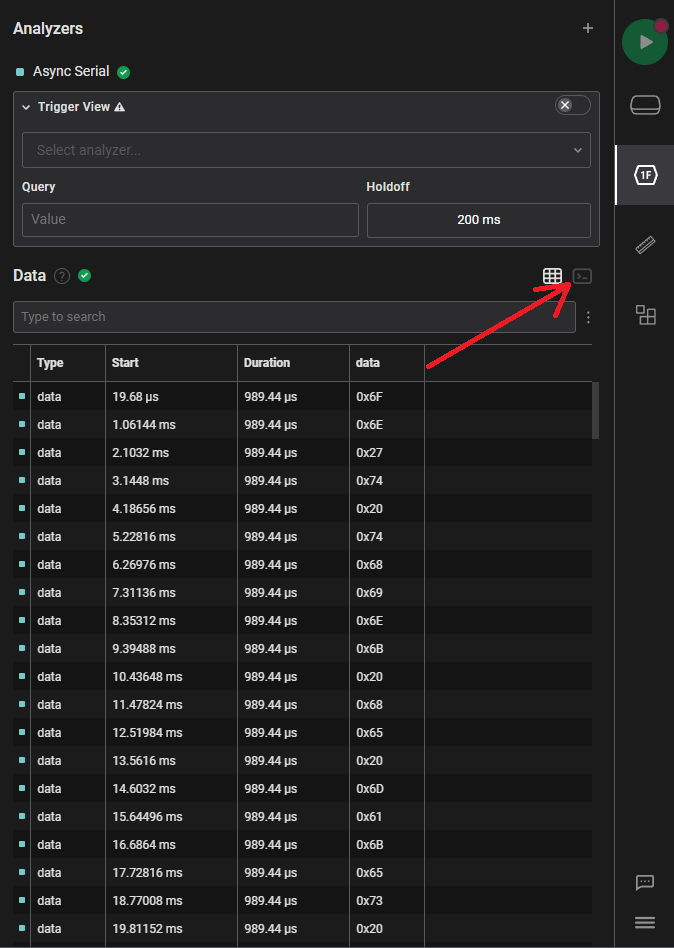 Analyzers +
Async Serial
Trigger View
Select analyzer...
Query Holdoff
Value 200 ms
1F
Data ?
>_
Type to search
Type Start Duration data
data 19.68 μs 989.44 μs 0x6F
data 1.06144 ms 989.44 μs 0x6E
data 2.1032 ms 989.44 μs 0x27
data 3.1448 ms 989.44 μs 0x74
data 4.18656 ms 989.44 μs 0x20
data 5.22816 ms 989.44 μs 0x74
data 6.26976 ms 989.44 μs 0x68
data 7.31136 ms 989.44 μs 0x69
data 8.35312 ms 989.44 μs 0x6E
data 9.39488 ms 989.44 μs 0x6B
data 10.43648 ms 989.44 μs 0x20
data 11.47824 ms 989.44 μs 0x68
data 12.51984 ms 989.44 μs 0x65
data 13.5616 ms 989.44 μs 0x20
data 14.6032 ms 989.44 μs 0x6D
data 15.64496 ms 989.44 μs 0x61
data 16.6864 ms 989.44 μs 0x6B
data 17.72816 ms 989.44 μs 0x65
data 18.77008 ms 989.44 μs 0x73
data 19.81152 ms 989.44 μs 0x20